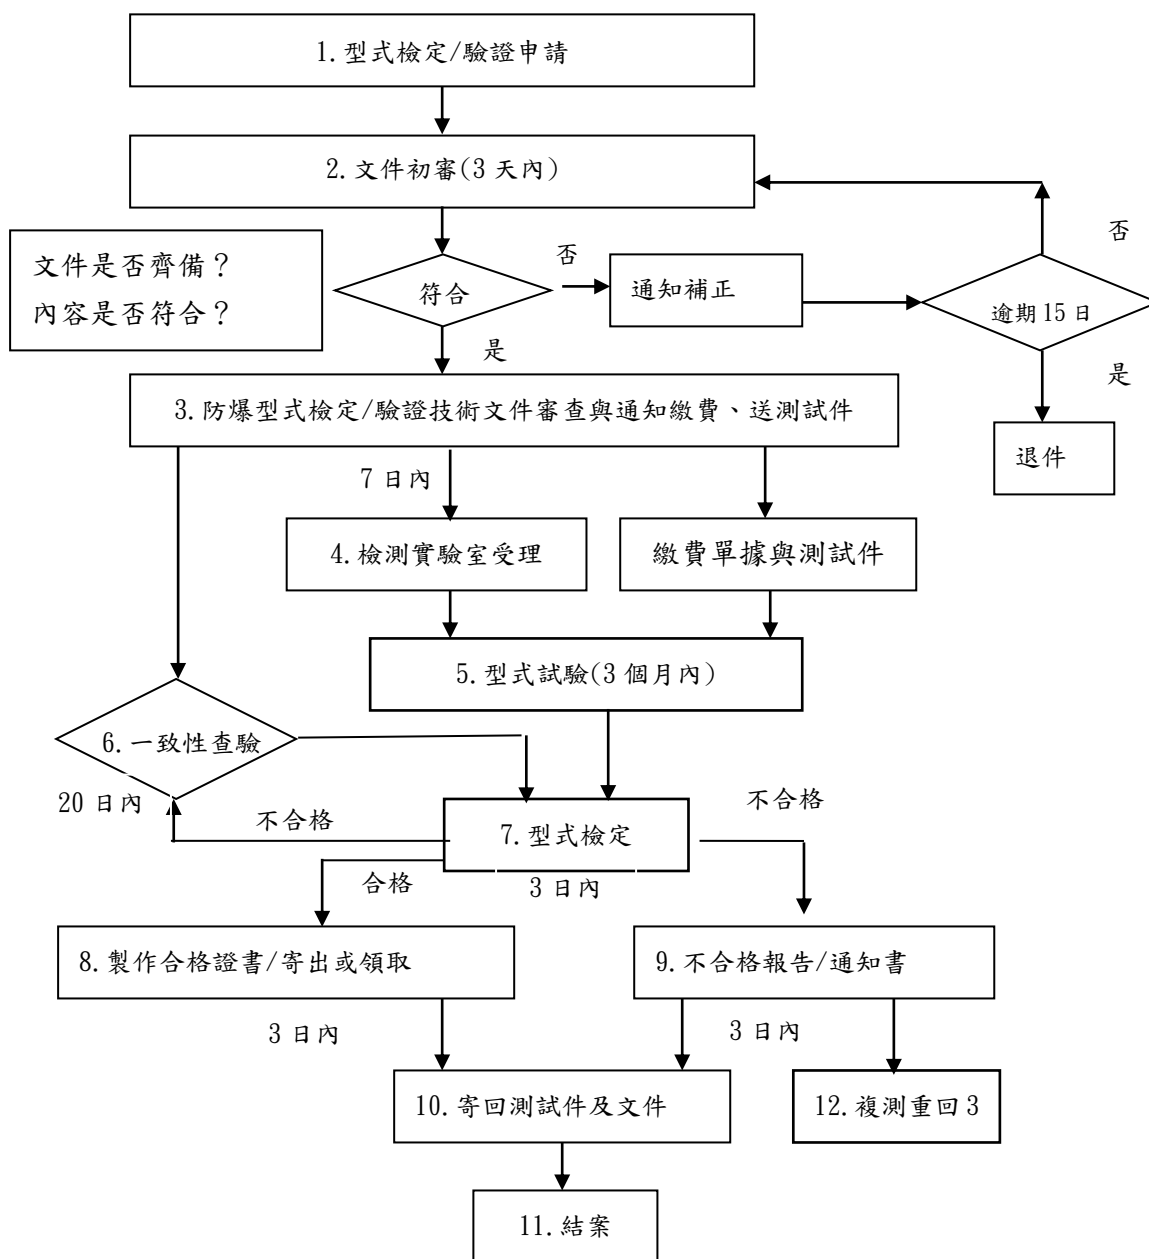 1.型式檢定/驗證申請
2.文件初審(3天內)
否
文件是否齊備？
內容是否符合？
否
符合
通知補正
逾期15日
是
是
3.防爆型式檢定/驗證技術文件審查與通知繳費、送測試件
退件
7日內
4.檢測實驗室受理
繳費單據與測試件
5.型式試驗(3個月內)
6.一致性查驗
20日內
不合格
不合格
7.型式檢定
合格
3日內
8.製作合格證書/寄出或領取
9.不合格報告/通知書
3日內
3日內
10.寄回測試件及文件
12.複測重回3
11.結案